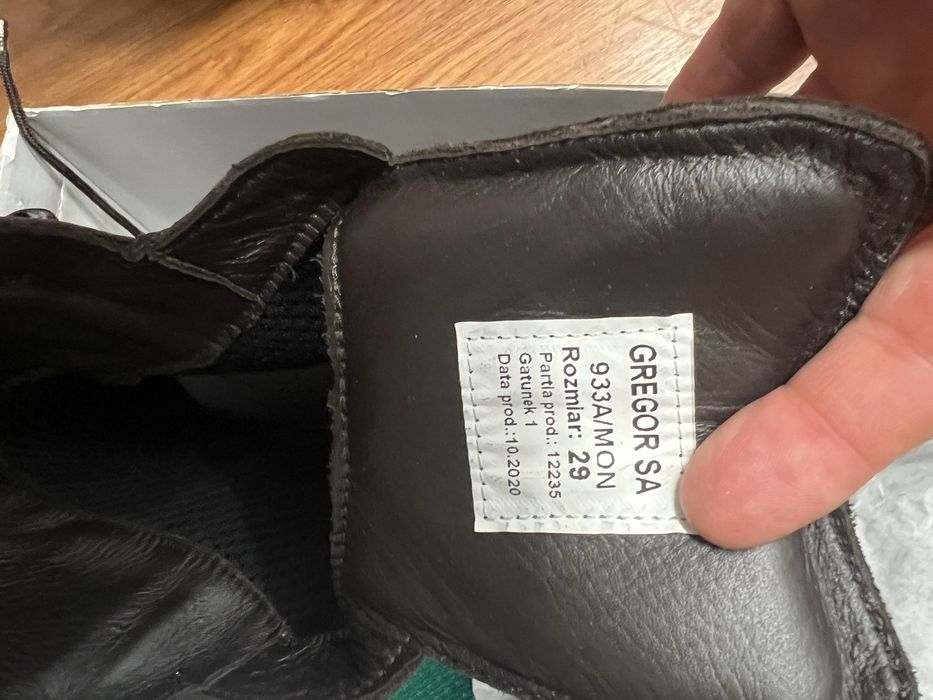 GREGOR SA
933A/MON
Rozmiar: 29
Partia prod.: 12235
Gatunek 1
Data prod.:10.2020